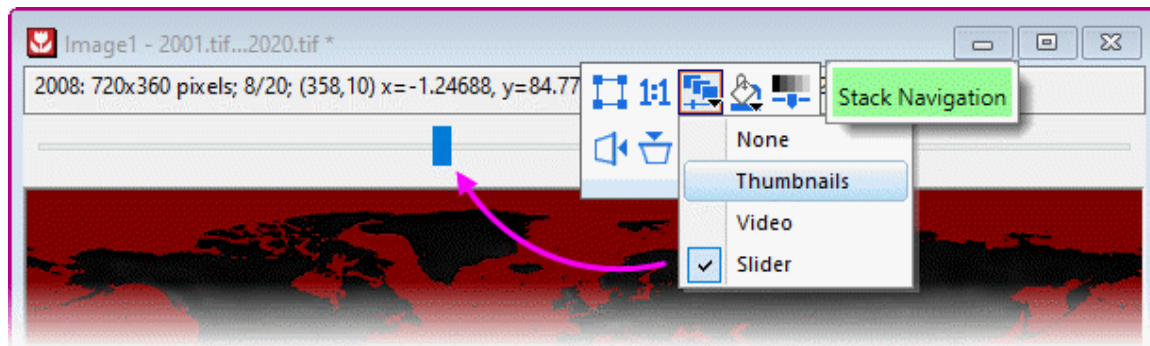 Image1 - 2001.tif...2020.tif *
2008: 720x360 pixels; 8/20; (358,10) x=-1.24688, y=84.77
1:1
Stack Navigation
None
Thumbnails
Video
Slider